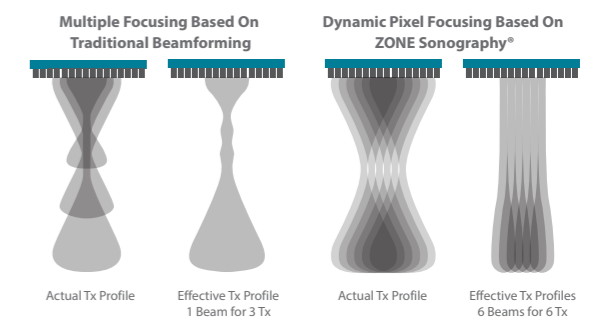 Multiple Focusing Based On
Traditional Beamforming
Dynamic Pixel Focusing Based On
ZONE Sonography®
Actual Tx Profile
Effective Tx Profile
1 Beam for 3 Tx
Actual Tx Profile
Effective Tx Profiles
6 Beams for 6 Tx